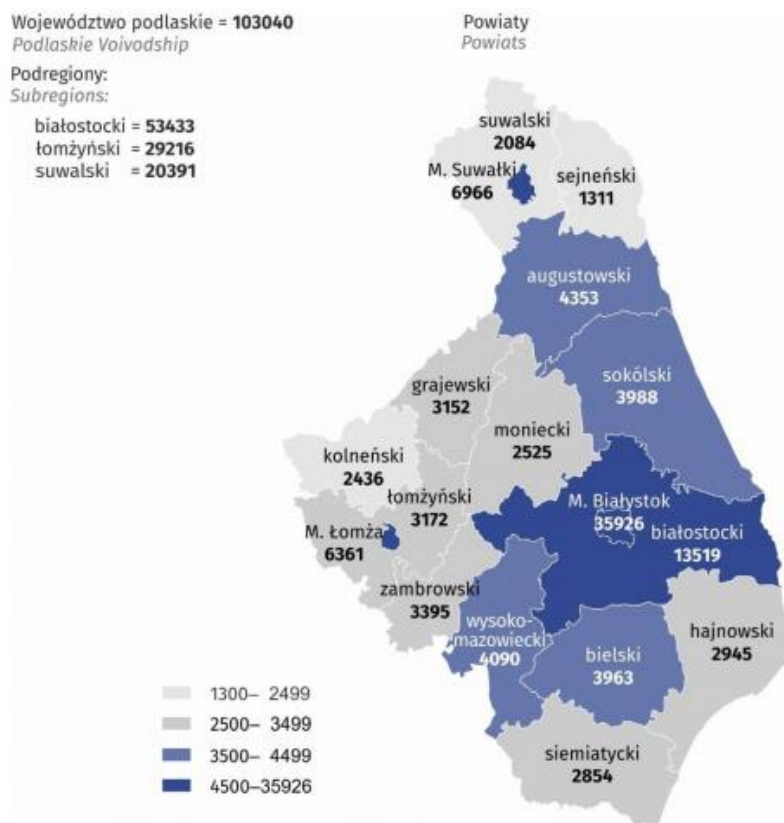 Województwo podlaskie = 103040
Podlaskie Voivodship
Podregiony:
Subregions:
białostocki = 53433
łomżyński = 29216
suwalski = 20391
Powiaty
Powiats
suwalski
2084
M. Suwałki
6966
sejneński
1311
augustowski
4353
sokólski
3988
grajewski
3152
moniecki
2525
kolneński
2436
łomżyński
3172
M. Łomża
6361
M. Białystok
35926
białostocki
13519
zambrowski
3395
wysoko-
mazowiecki
4090
bielski
3963
hajnowski
2945
siemiatycki
2854
1300– 2499
2500– 3499
3500– 4499
4500–35926